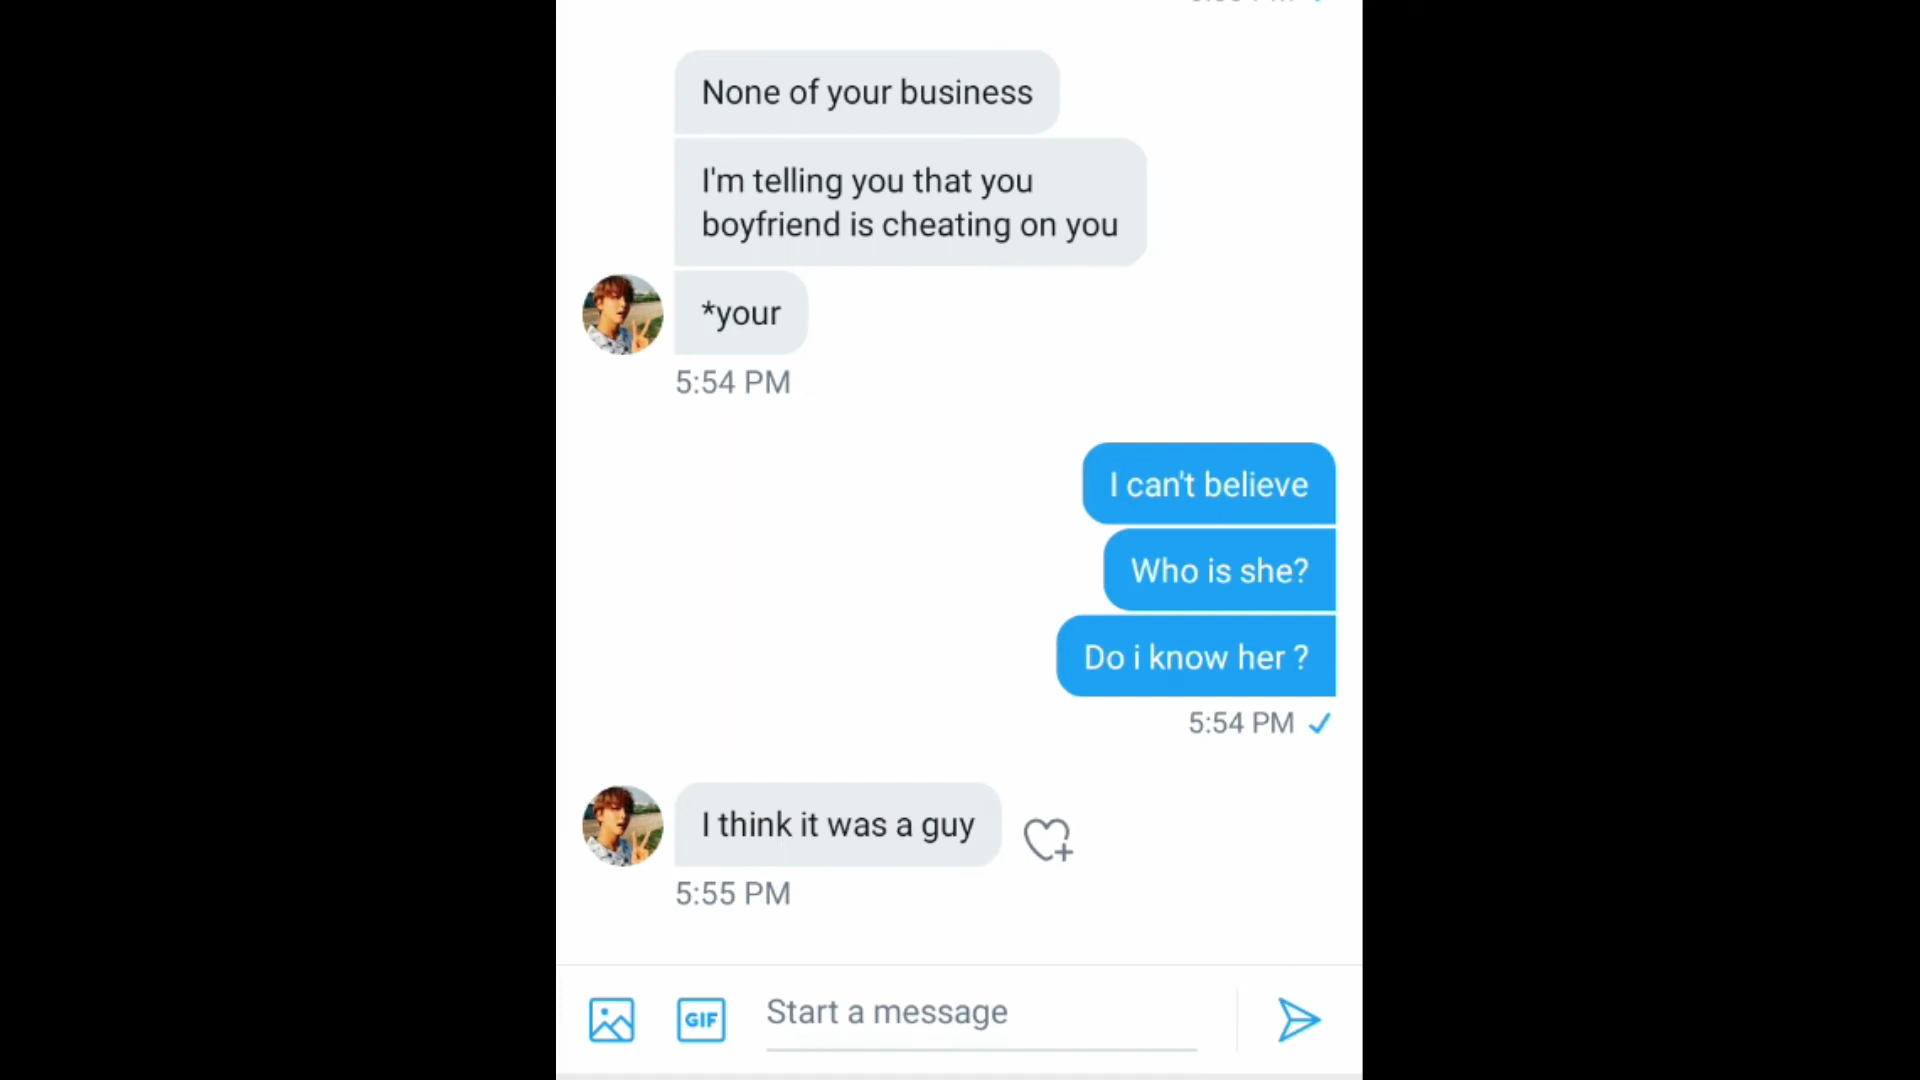 None of your business
I'm telling you that you
boyfriend is cheating on you
*your
5:54 PM
I can't believe
Who is she?
Do i know her ?
5:54 PM
I think it was a guy
5:55 PM
GIF
Start a message